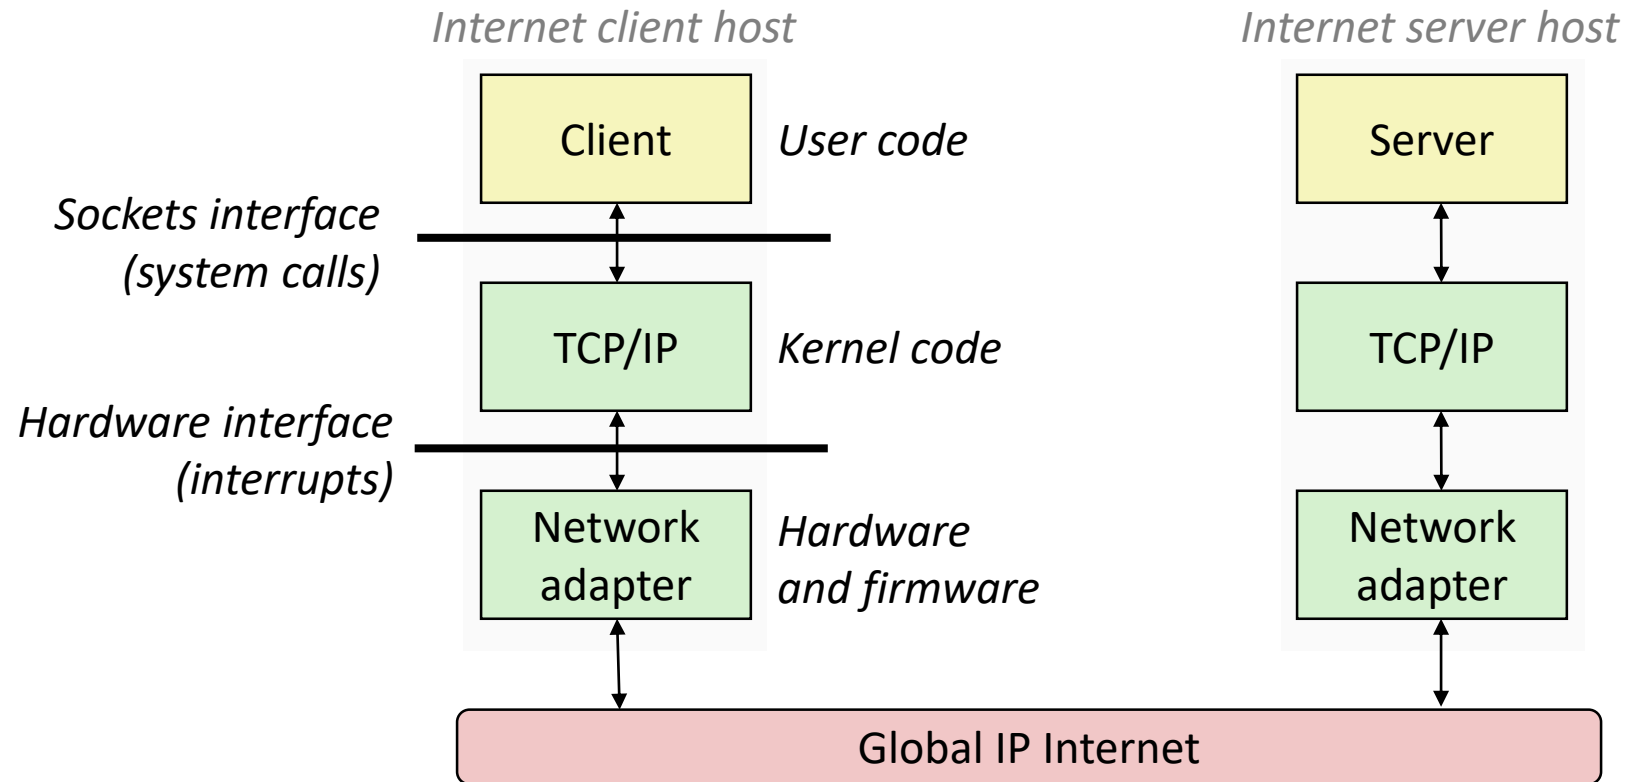 Internet client host
Internet server host
Client
User code
Server
Sockets interface
(system calls)
TCP/IP
Kernel code
TCP/IP
Hardware interface
(interrupts)
Network
adapter
Hardware
and firmware
Network
adapter
Global IP Internet